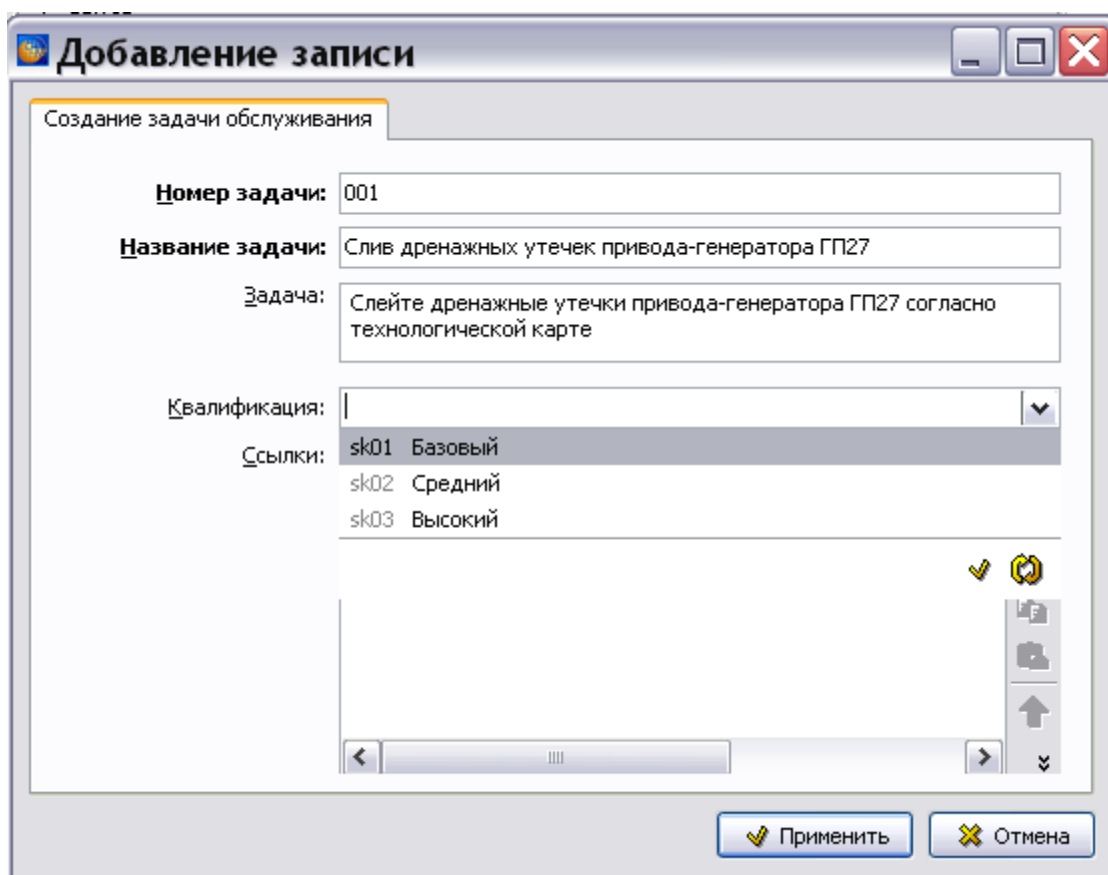 Добавление записи
Создание задачи обслуживания
Номер задачи: 001
Название задачи: Слив дренажных утечек привода-генератора ГП27
Задача: Слейте дренажные утечки привода-генератора ГП27 согласно
технологической карте
Квалификация:
Ссылки:
sk01 Базовый
sk02 Средний
sk03 Высокий
Применить
Отмена